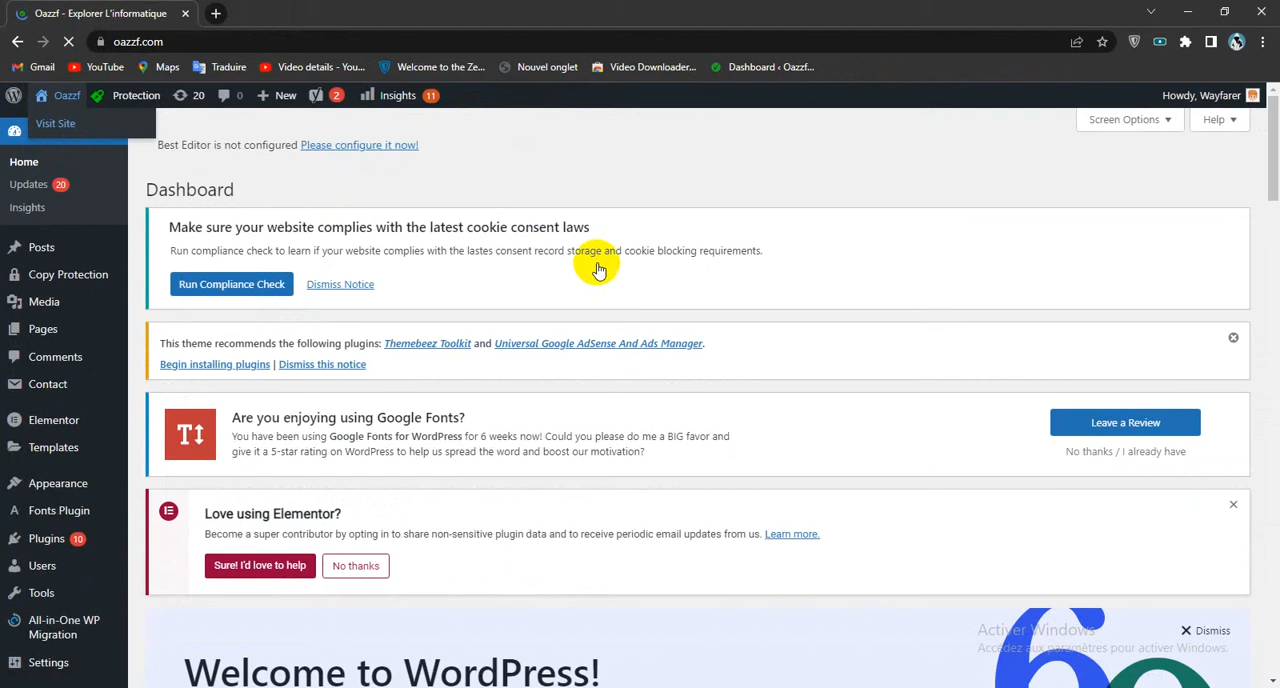 Oazzf - Explorer L'informatique
oazzf.com
Gmail YouTube Maps Traduire Video details - You... Welcome to the Ze... Nouvel onglet Video Downloader... Dashboard ‹ Oazzf...
Oazzf Protection 20 0 New 2 Insights 11 Howdy, Wayfarer
Visit Site
Screen Options Help
Best Editor is not configured Please configure it now!
Home
Updates 20
Insights
Posts
Copy Protection
Media
Pages
Comments
Contact
Elementor
Templates
Appearance
Fonts Plugin
Plugins 10
Users
Tools
All-in-One WP
Migration
Settings
Dashboard
Make sure your website complies with the latest cookie consent laws
Run compliance check to learn if your website complies with the lastes consent record storage and cookie blocking requirements.
Run Compliance Check Dismiss Notice
This theme recommends the following plugins: Themebeez Toolkit and Universal Google AdSense And Ads Manager.
Begin installing plugins | Dismiss this notice
Are you enjoying using Google Fonts?
You have been using Google Fonts for WordPress for 6 weeks now! Could you please do me a BIG favor and
give it a 5-star rating on WordPress to help us spread the word and boost our motivation?
Leave a Review
No thanks / I already have
Love using Elementor?
Become a super contributor by opting in to share non-sensitive plugin data and to receive periodic email updates from us. Learn more.
Sure! I'd love to help No thanks
Welcome to WordPress!
Dismiss
Activer Windows
Accédez aux paramètres pour activer Windows.